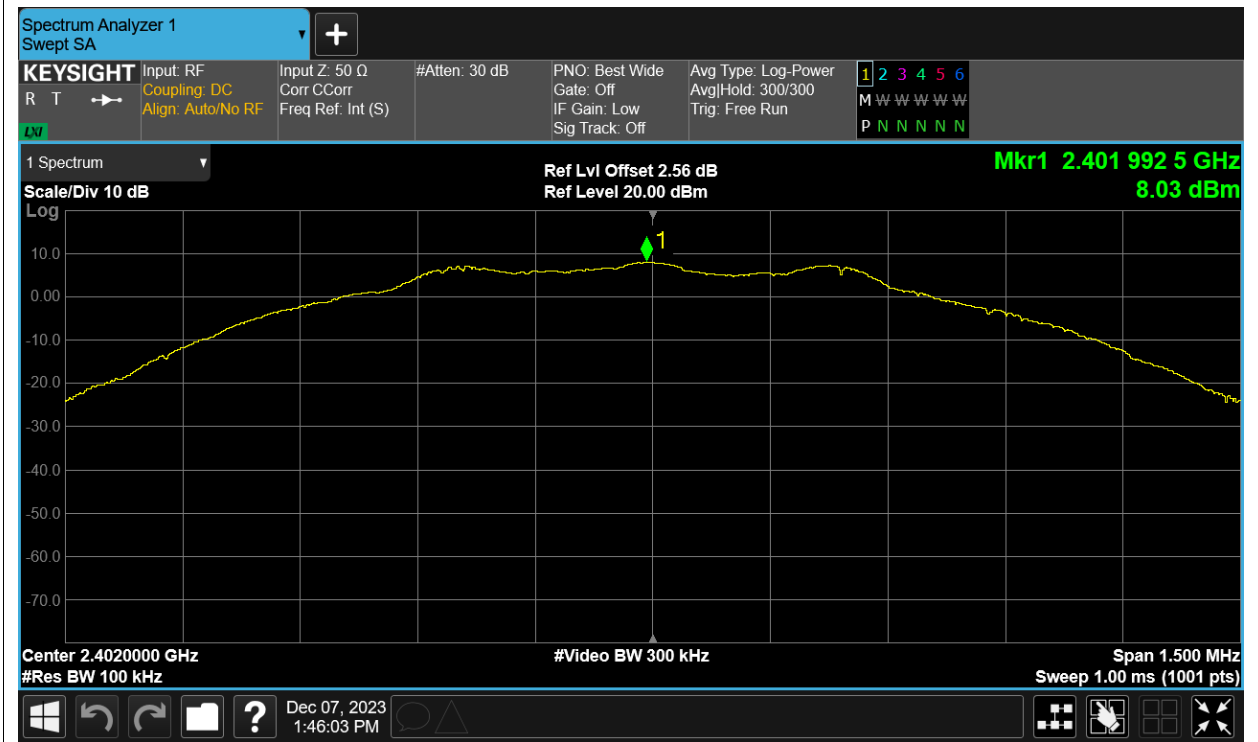 Spectrum Analyzer 1
Swept SA
KEYSIGHT
R T
LXI
Input: RF
Coupling: DC
Align: Auto/No RF
Input Z: 50 Ω
Corr CCorr
Freq Ref: Int (S)
#Atten: 30 dB
PNO: Best Wide
Gate: Off
IF Gain: Low
Sig Track: Off
Avg Type: Log-Power
Avg|Hold: 300/300
Trig: Free Run
1 2 3 4 5 6
M W W W W W
P N N N N N
1 Spectrum
Scale/Div 10 dB
Log
Ref Lvl Offset 2.56 dB
Ref Level 20.00 dBm
Mkr1 2.401 992 5 GHz
8.03 dBm
1
10.0
0.00
-10.0
-20.0
-30.0
-40.0
-50.0
-60.0
-70.0
Center 2.4020000 GHz
#Res BW 100 kHz
#Video BW 300 kHz
Span 1.500 MHz
Sweep 1.00 ms (1001 pts)
?
Dec 07, 2023
1:46:03 PM